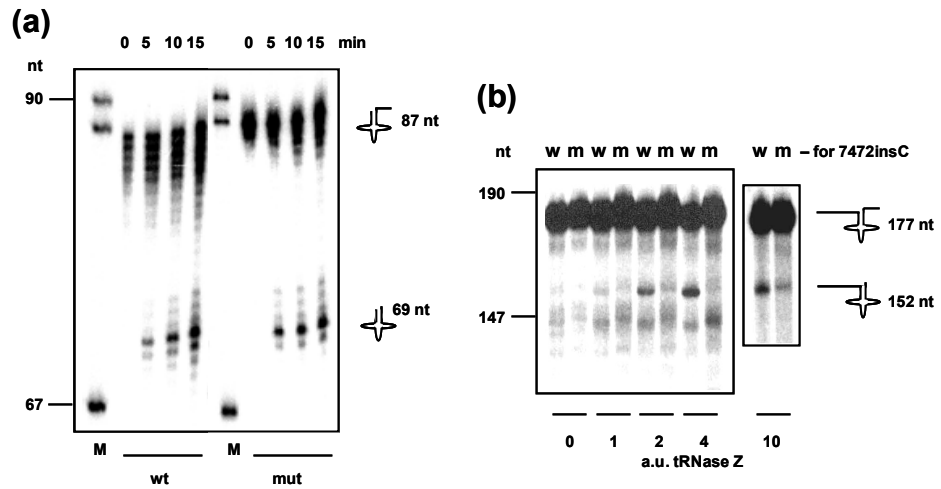 (a)
0 5 10 15 0 5 10 15 min
nt
90
87 nt
69 nt
67
M M
wt mut
(b)
nt w m w m w m w m w m – for 7472insC
190
177 nt
152 nt
147
0 1 2 4 10
a.u. tRNase Z